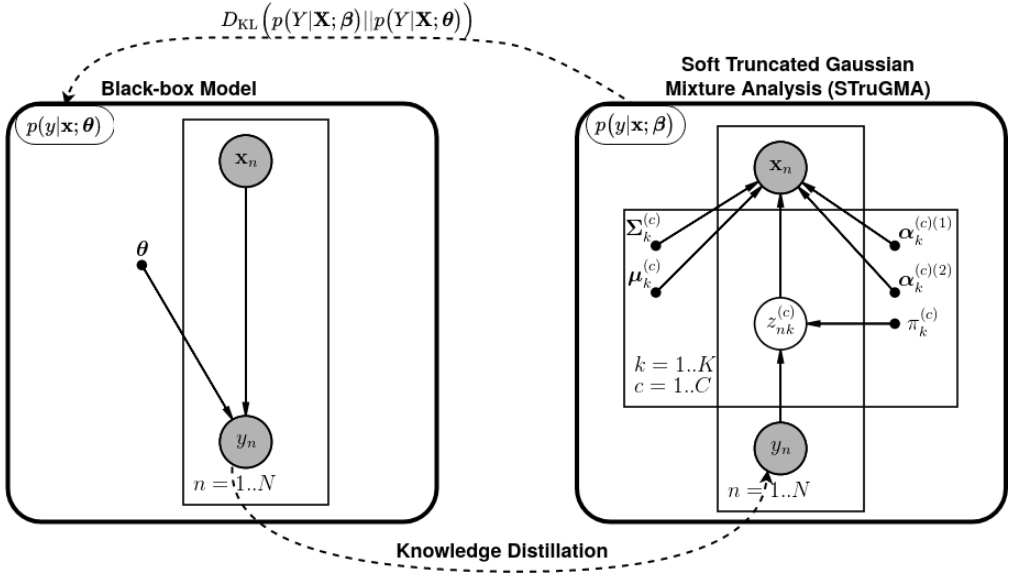 D_KL(p(Y|X;β)||p(Y|X;θ))
Black-box Model
p(y|x;θ)
x_n
θ
y_n
n = 1..N
Soft Truncated Gaussian
Mixture Analysis (STruGMA)
p(y|x;β)
x_n
Σ_k^(c)
μ_k^(c)
α_k^(c)(1)
α_k^(c)(2)
z_nk^(c)
π_k^(c)
k = 1..K
c = 1..C
y_n
n = 1..N
Knowledge Distillation